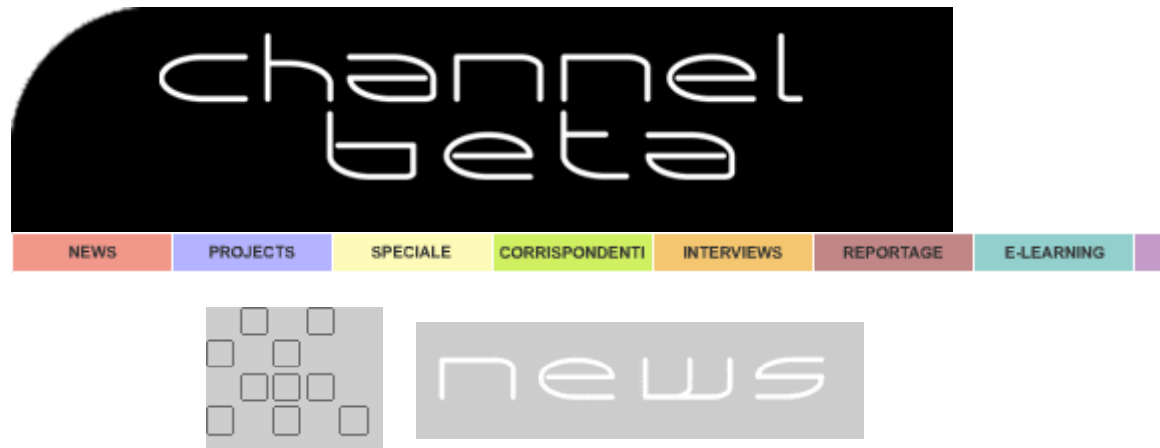 channel
beta
NEWS PROJECTS SPECIALE CORRISPONDENTI INTERVIEWS REPORTAGE E-LEARNING
news